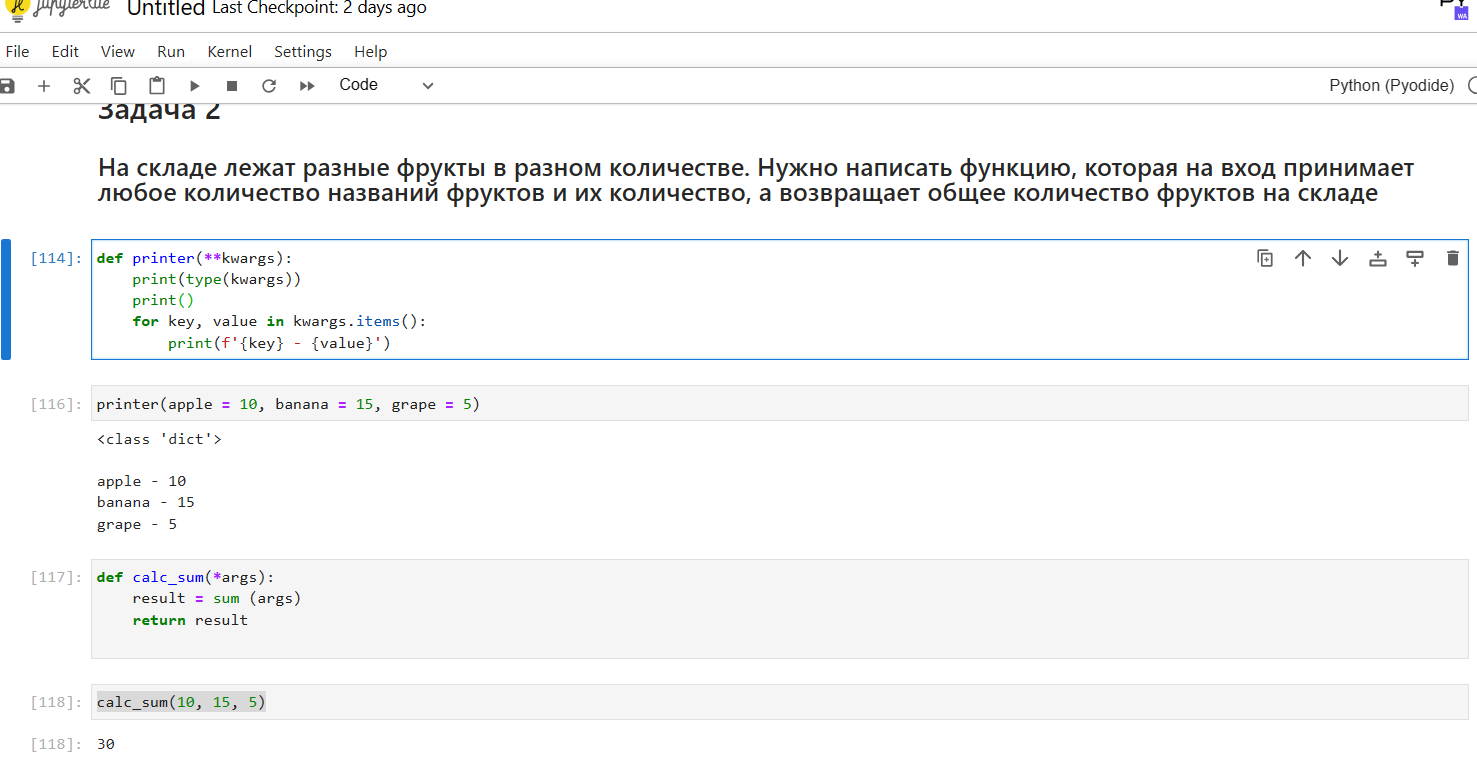 Untitled Last Checkpoint: 2 days ago
File Edit View Run Kernel Settings Help
Code
Python (Pyodide)
Задача 2
На складе лежат разные фрукты в разном количестве. Нужно написать функцию, которая на вход принимает
любое количество названий фруктов и их количество, а возвращает общее количество фруктов на складе
[114]: def printer(**kwargs):
    print(type(kwargs))
    print()
    for key, value in kwargs.items():
        print(f'{key} - {value}')
[116]: printer(apple = 10, banana = 15, grape = 5)
<class 'dict'>
apple - 10
banana - 15
grape - 5
[117]: def calc_sum(*args):
    result = sum (args)
    return result
[118]: calc_sum(10, 15, 5)
[118]: 30